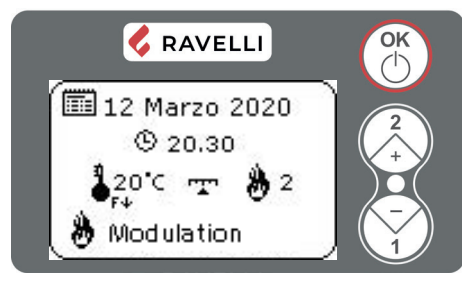 RAVELLI
OK
12 Marzo 2020
20.30
20°C 2
F↓
Modulation
2
+
−
1